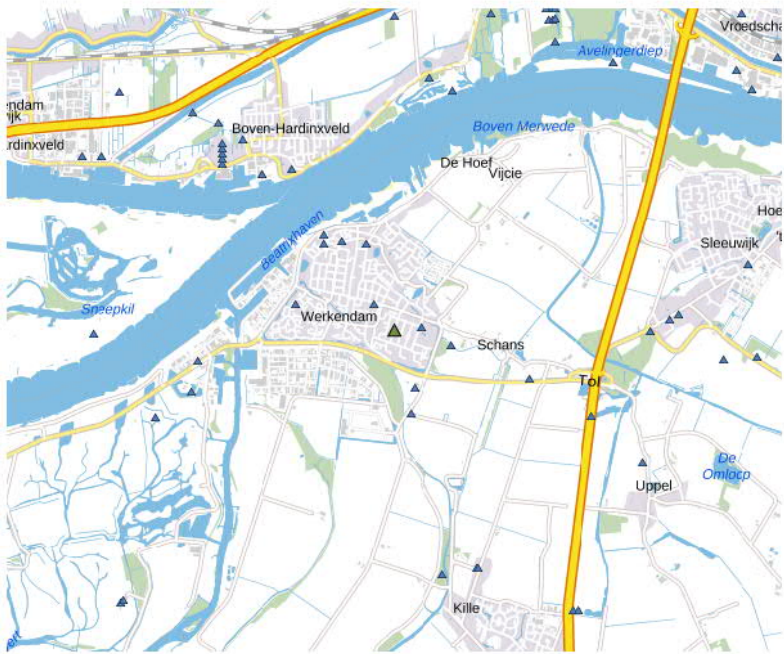 Vroedscha
Avelingerdiep
endam
ijk
Boven-Hardinxveld
Boven Merwede
ardinxveld
De Hoef
Vijcie
Hoe
Sleeuwijk
Beatrixhaven
Sneepkil
Werkendam
Schans
Tol
De
Omloop
Uppel
Kille